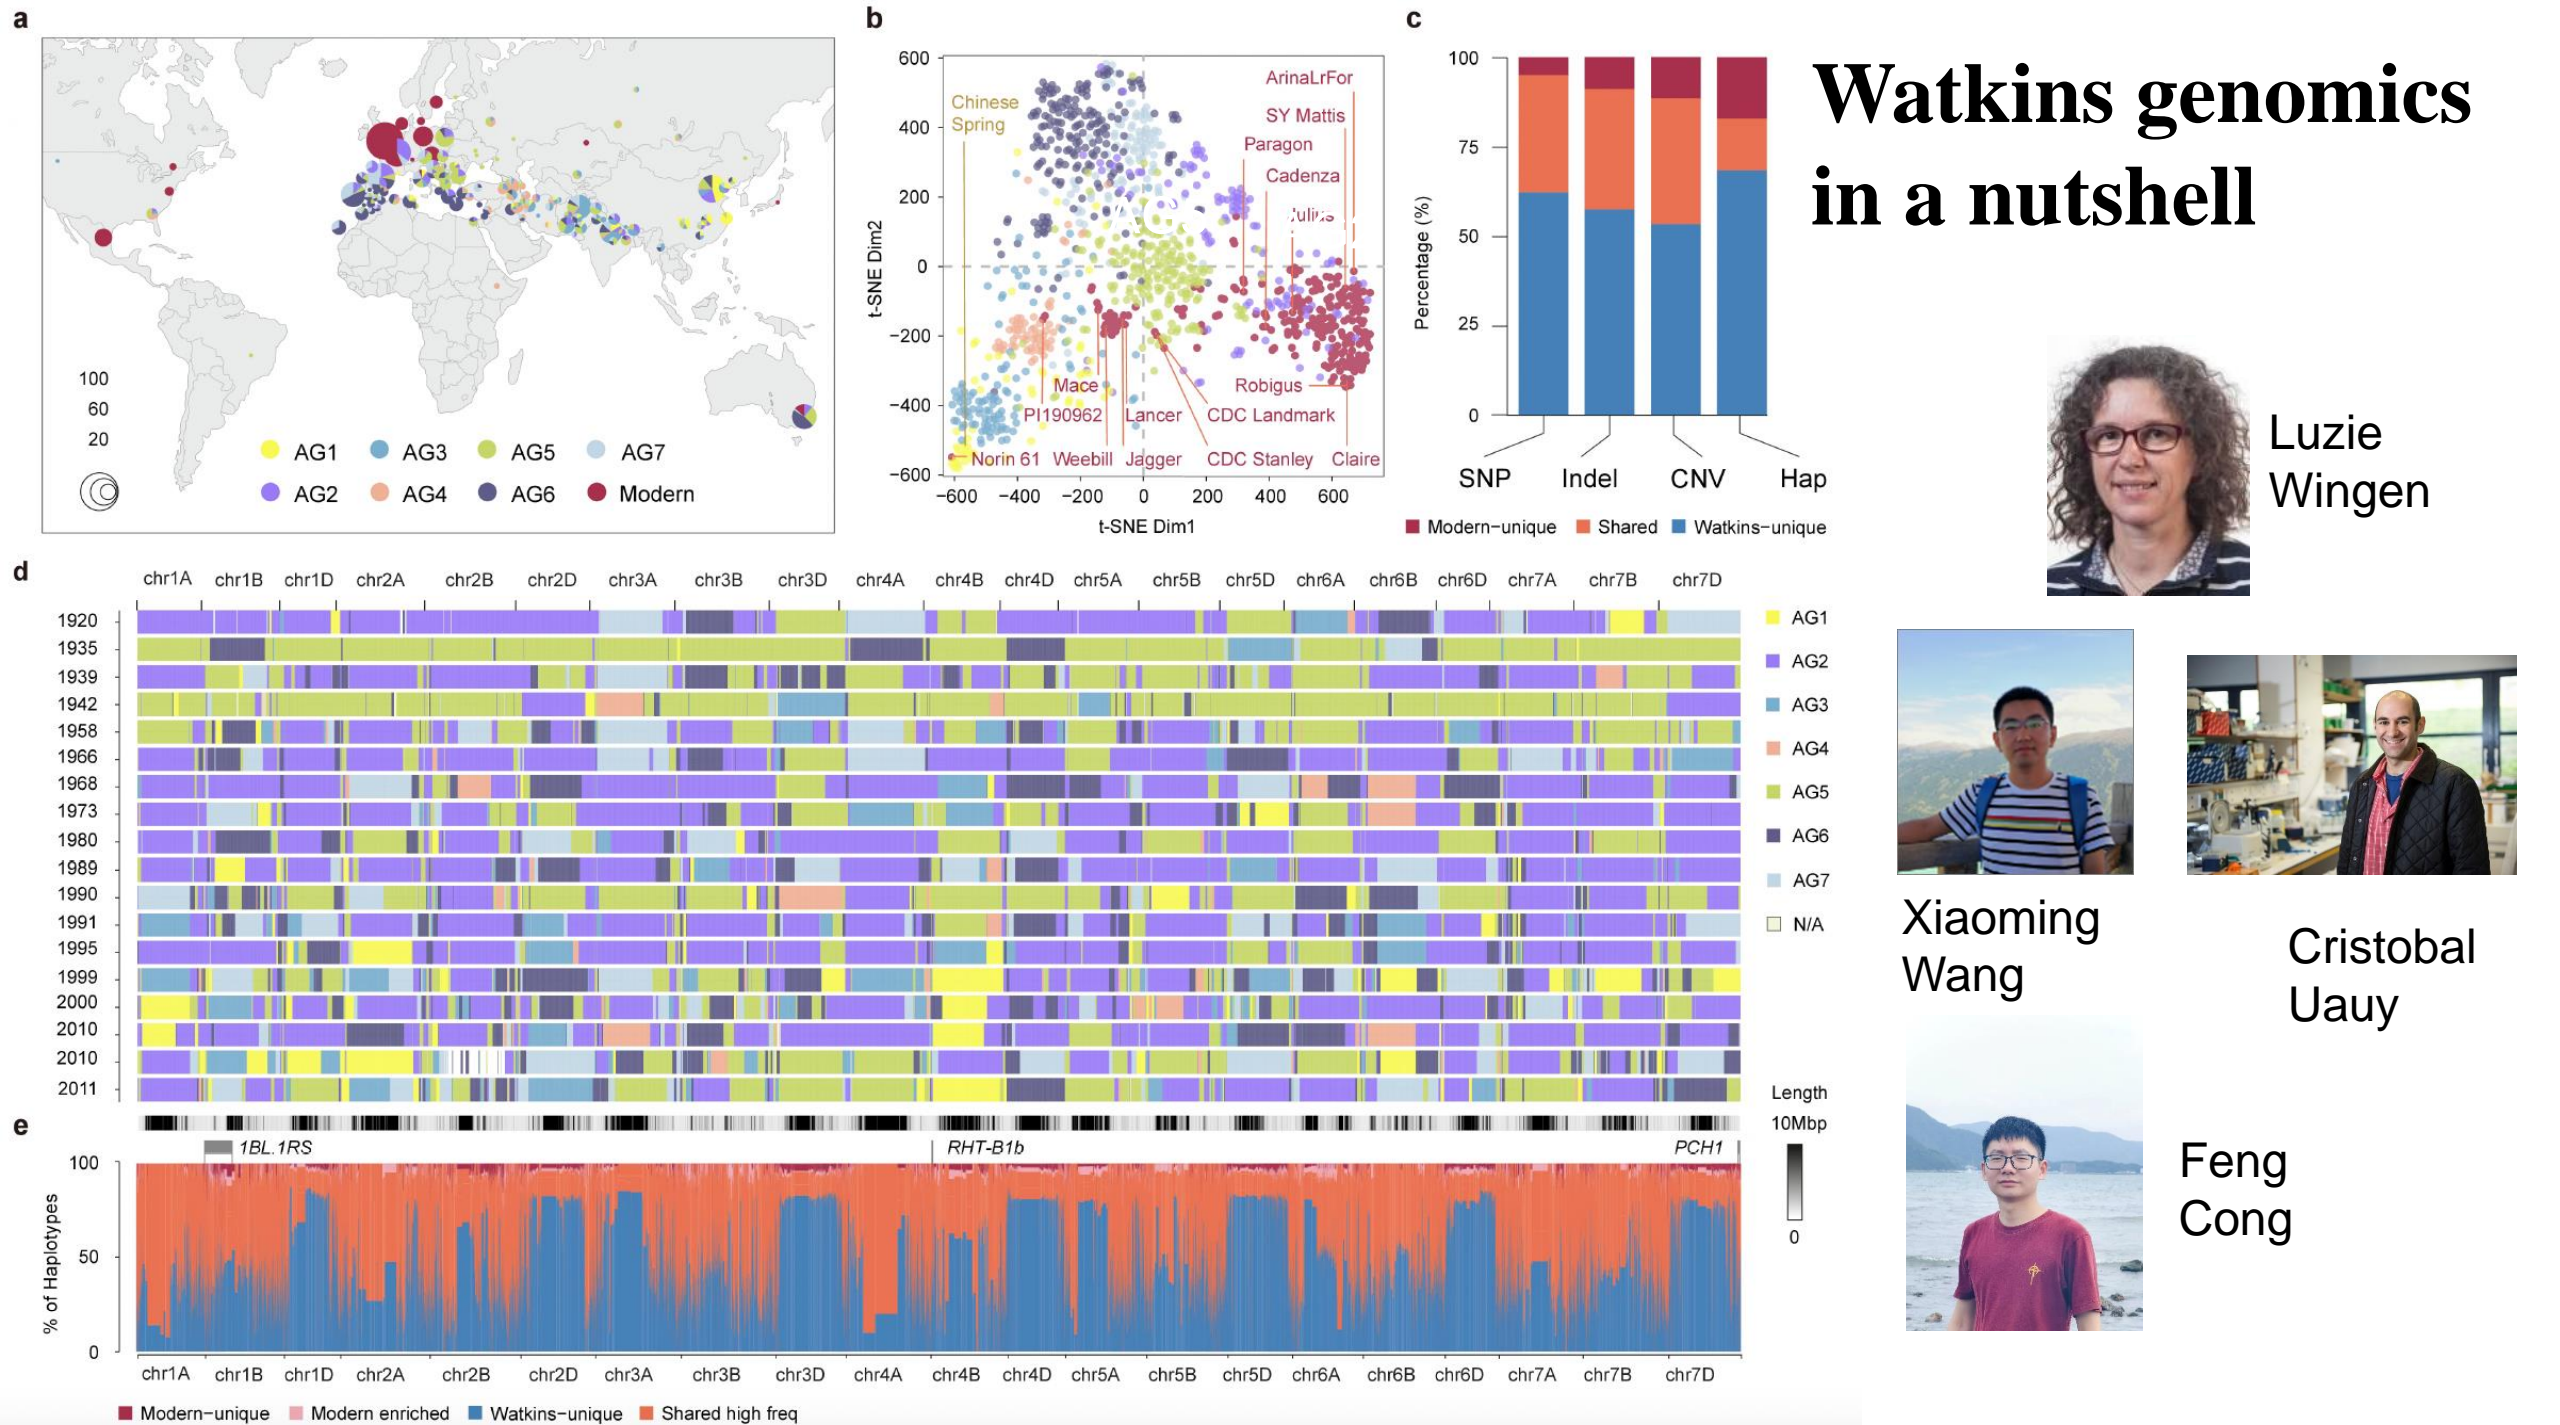 a
100
60
20
AG1
AG3
AG5
AG7
AG2
AG4
AG6
Modern
b
600
400
200
0
−200
−400
−600
t-SNE Dim2
Chinese
Spring
ArinaLrFor
SY Mattis
Paragon
Cadenza
Julius
Mace
Robigus
PI190962
Lancer
CDC Landmark
Norin 61
Weebill
Jagger
CDC Stanley
Claire
−600
−400
−200
0
200
400
600
t-SNE Dim1
c
100
75
50
25
0
Percentage (%)
SNP
Indel
CNV
Hap
Modern−unique
Shared
Watkins−unique
Watkins genomics
in a nutshell
Luzie
Wingen
Xiaoming
Wang
Cristobal
Uauy
Feng
Cong
d
chr1A
chr1B
chr1D
chr2A
chr2B
chr2D
chr3A
chr3B
chr3D
chr4A
chr4B
chr4D
chr5A
chr5B
chr5D
chr6A
chr6B
chr6D
chr7A
chr7B
chr7D
1920
1935
1939
1942
1958
1966
1968
1973
1980
1989
1990
1991
1995
1999
2000
2010
2010
2011
AG1
AG2
AG3
AG4
AG5
AG6
AG7
N/A
Length
10Mbp
0
e
1BL.1RS
RHT-B1b
PCH1
100
50
0
% of Haplotypes
chr1A
chr1B
chr1D
chr2A
chr2B
chr2D
chr3A
chr3B
chr3D
chr4A
chr4B
chr4D
chr5A
chr5B
chr5D
chr6A
chr6B
chr6D
chr7A
chr7B
chr7D
Modern−unique
Modern enriched
Watkins−unique
Shared high freq